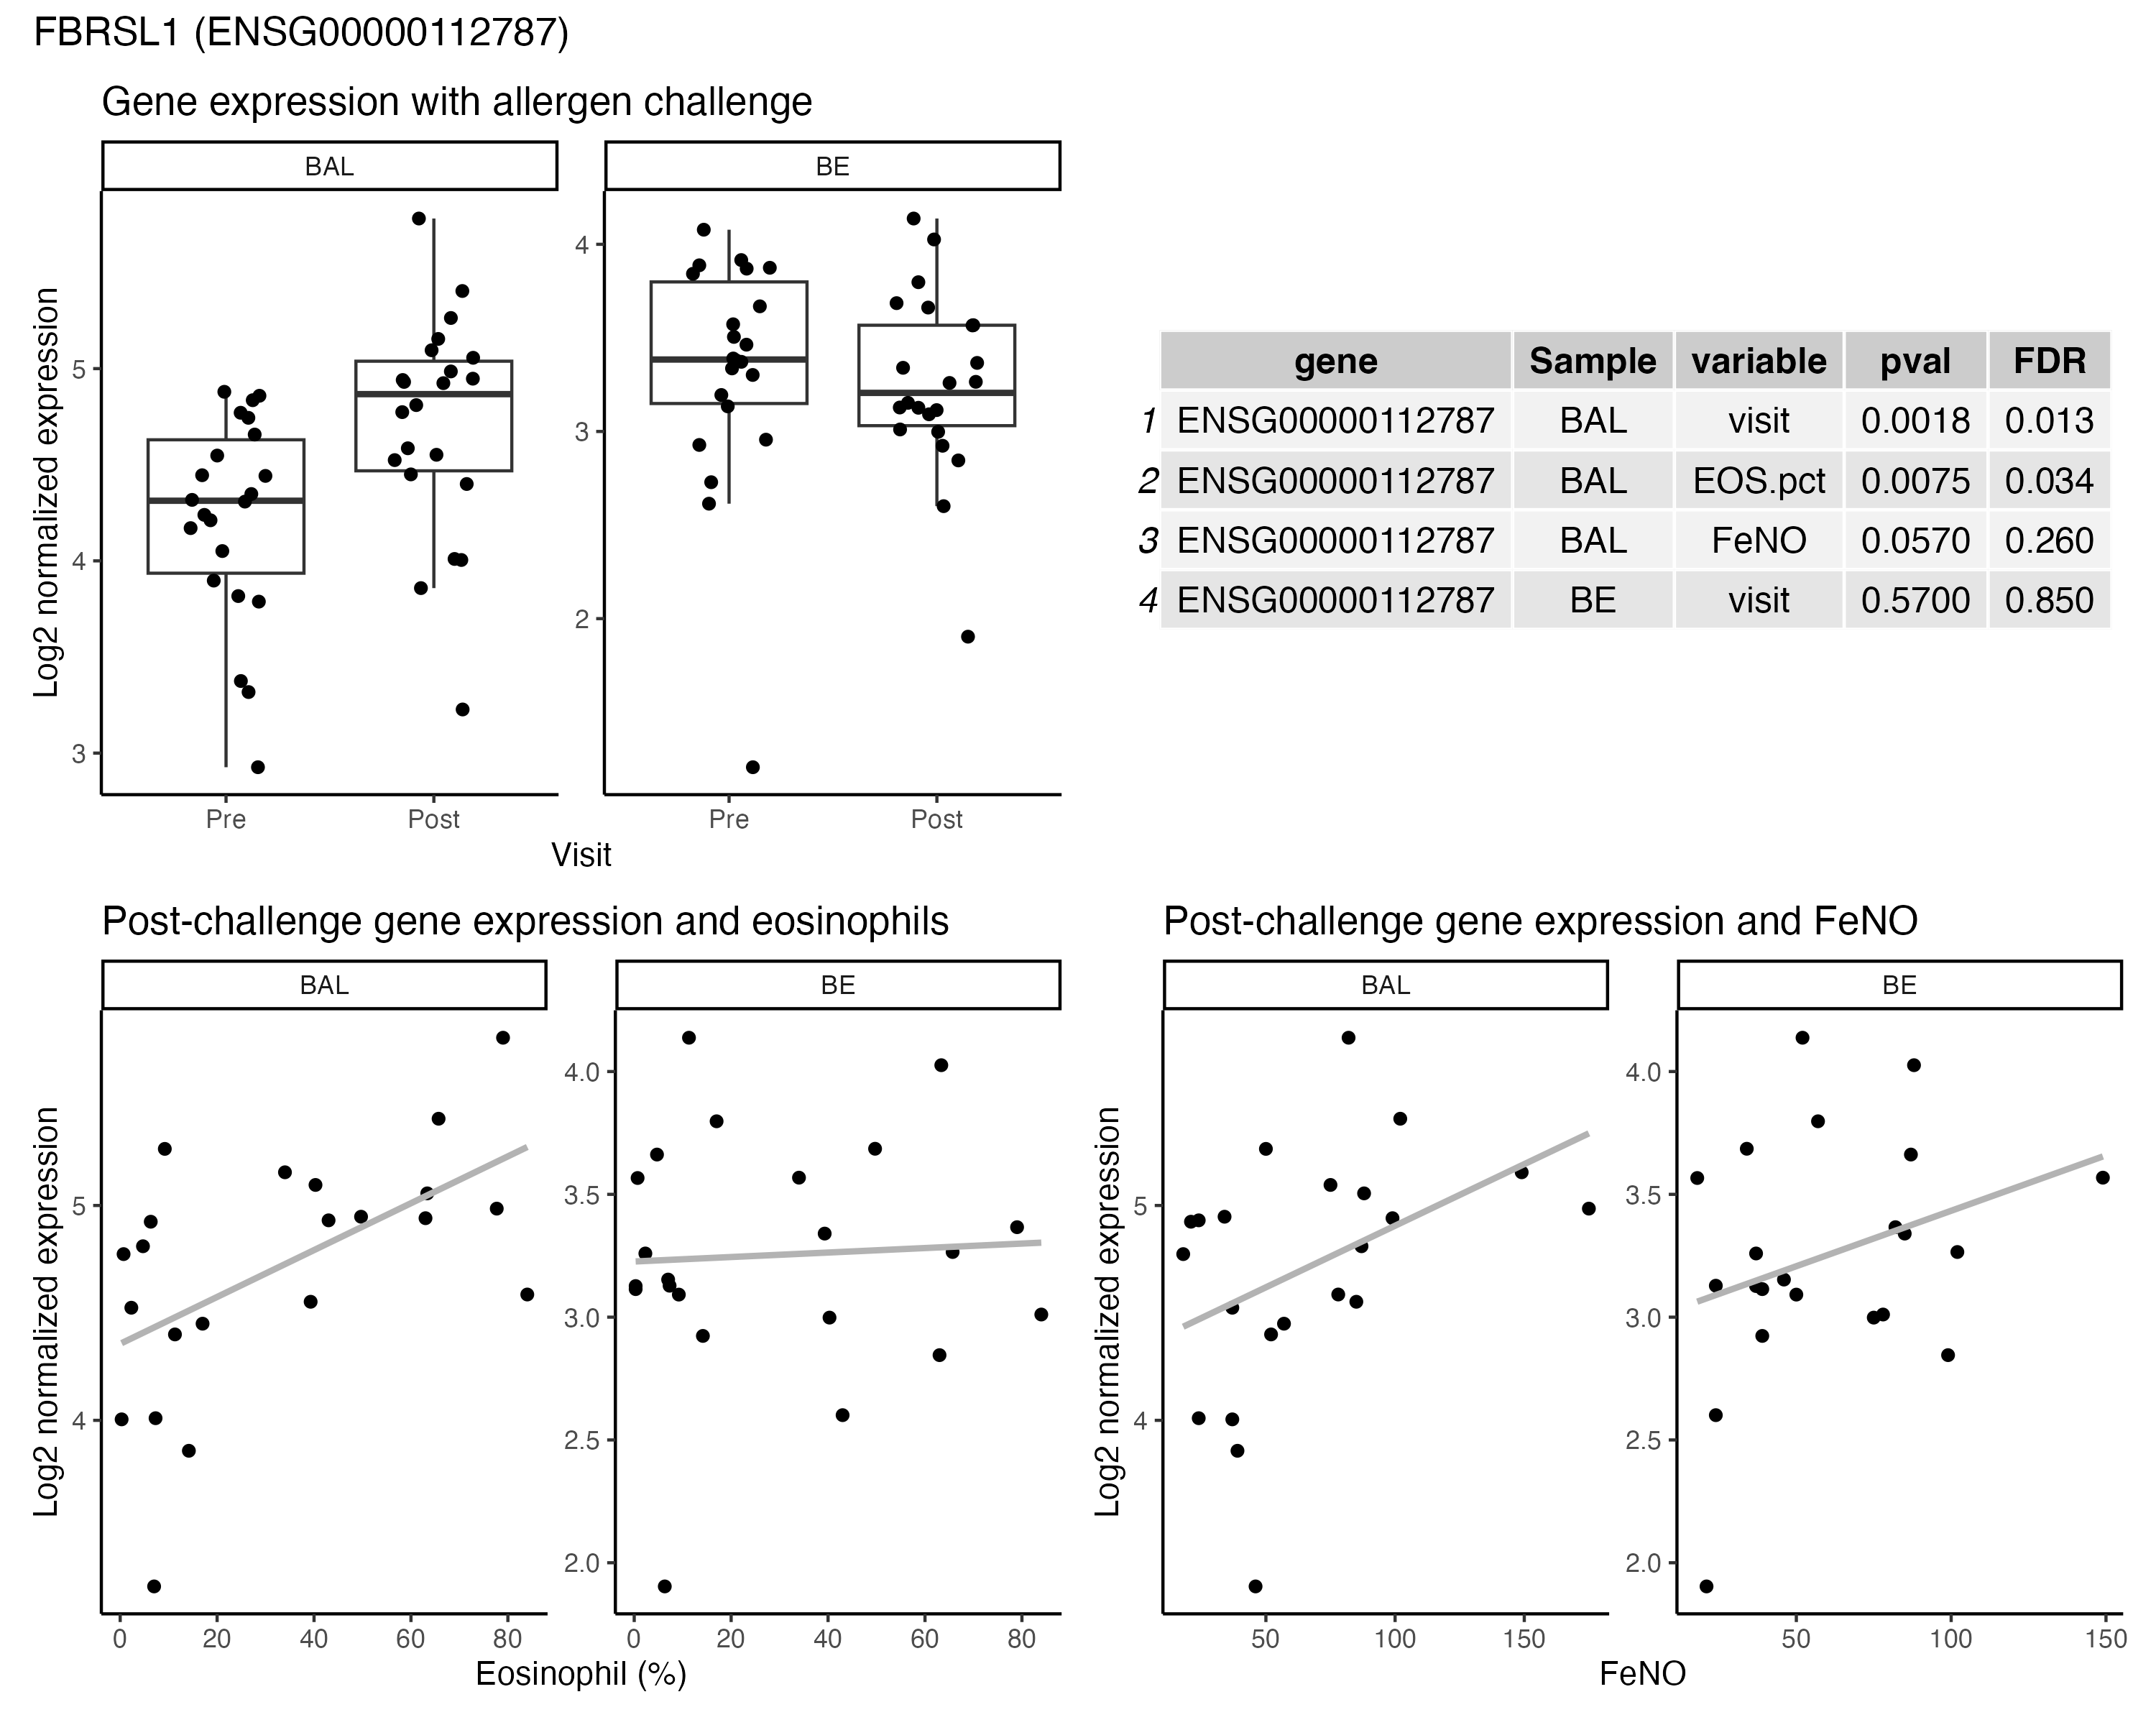 FBRSL1 (ENSG00000112787)
Gene expression with allergen challenge
BAL BE
Log2 normalized expression
5
4
3
4
3
2
Pre Post Pre Post
Visit
gene Sample variable pval FDR
1 ENSG00000112787 BAL visit 0.0018 0.013
2 ENSG00000112787 BAL EOS.pct 0.0075 0.034
3 ENSG00000112787 BAL FeNO 0.0570 0.260
4 ENSG00000112787 BE visit 0.5700 0.850
Post-challenge gene expression and eosinophils
BAL BE
Log2 normalized expression
5
4
4.0
3.5
3.0
2.5
2.0
0 20 40 60 80 0 20 40 60 80
Eosinophil (%)
Post-challenge gene expression and FeNO
BAL BE
Log2 normalized expression
5
4
4.0
3.5
3.0
2.5
2.0
50 100 150 50 100 150
FeNO